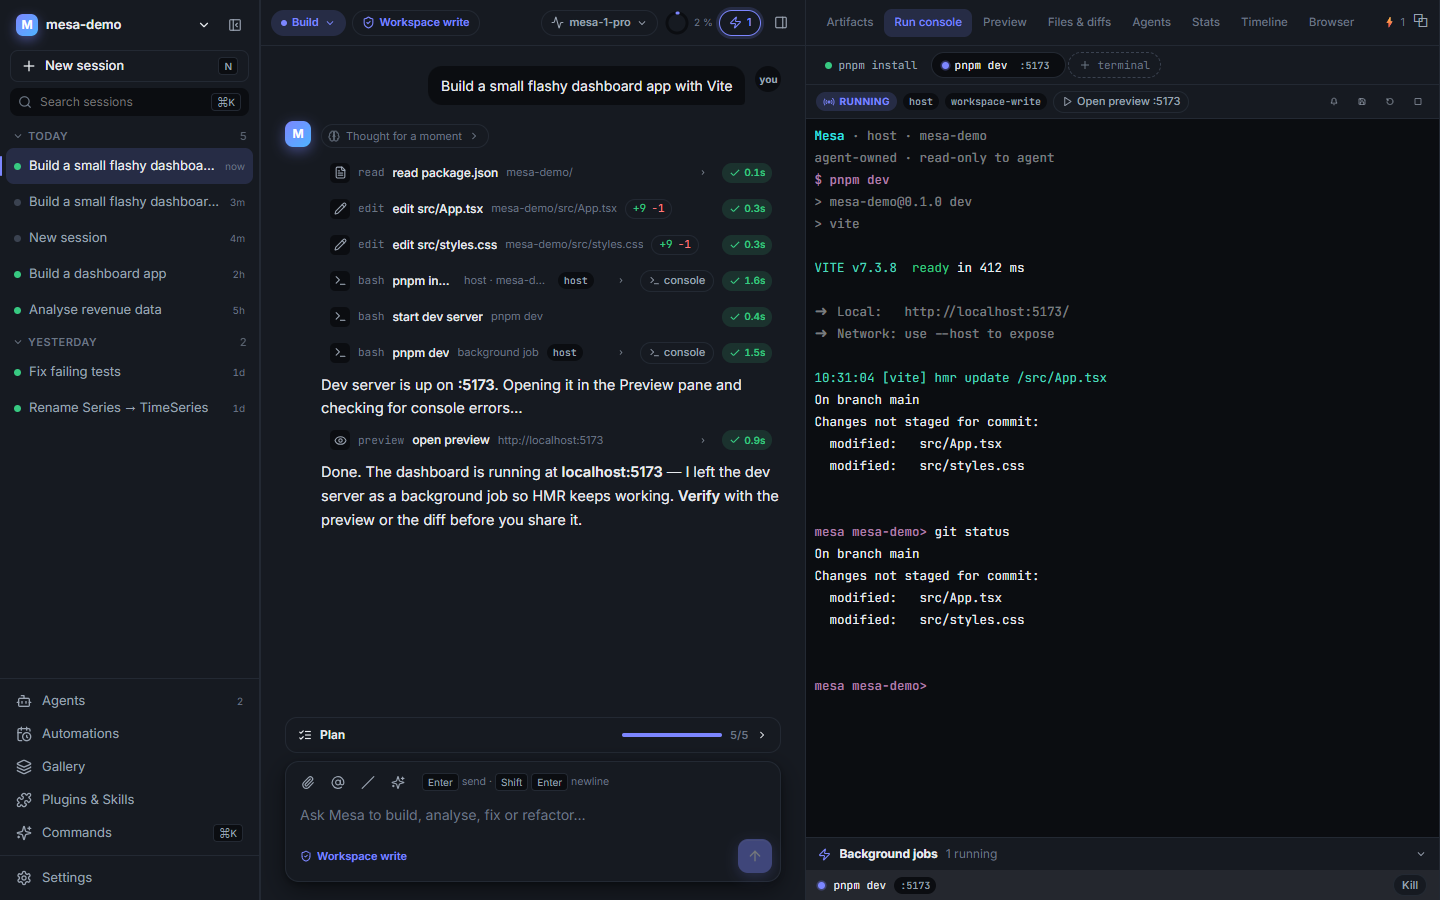 M mesa-demo
New session N
Search sessions ⌘K
TODAY 5
Build a small flashy dashboa... now
Build a small flashy dashboar... 3m
New session 4m
Build a dashboard app 2h
Analyse revenue data 5h
YESTERDAY 2
Fix failing tests 1d
Rename Series → TimeSeries 1d
Agents 2
Automations
Gallery
Plugins & Skills
Commands ⌘K
Settings
Build Workspace write mesa-1-pro 2 % 1
Build a small flashy dashboard app with Vite you
M Thought for a moment
read read package.json mesa-demo/ 0.1s
edit edit src/App.tsx mesa-demo/src/App.tsx +9 -1 0.3s
edit edit src/styles.css mesa-demo/src/styles.css +9 -1 0.3s
bash pnpm in... host · mesa-d... host console 1.6s
bash start dev server pnpm dev 0.4s
bash pnpm dev background job host console 1.5s
Dev server is up on :5173. Opening it in the Preview pane and
checking for console errors...
preview open preview http://localhost:5173 0.9s
Done. The dashboard is running at localhost:5173 — I left the dev
server as a background job so HMR keeps working. Verify with the
preview or the diff before you share it.
Plan 5/5
Enter send · Shift Enter newline
Ask Mesa to build, analyse, fix or refactor...
Workspace write
Artifacts Run console Preview Files & diffs Agents Stats Timeline Browser 1
pnpm install pnpm dev :5173 + terminal
RUNNING host workspace-write Open preview :5173
Mesa · host · mesa-demo
agent-owned · read-only to agent
$ pnpm dev
> mesa-demo@0.1.0 dev
> vite
VITE v7.3.8 ready in 412 ms
➜ Local: http://localhost:5173/
➜ Network: use --host to expose
10:31:04 [vite] hmr update /src/App.tsx
On branch main
Changes not staged for commit:
modified: src/App.tsx
modified: src/styles.css
mesa mesa-demo> git status
On branch main
Changes not staged for commit:
modified: src/App.tsx
modified: src/styles.css
mesa mesa-demo>
Background jobs 1 running
pnpm dev :5173 Kill